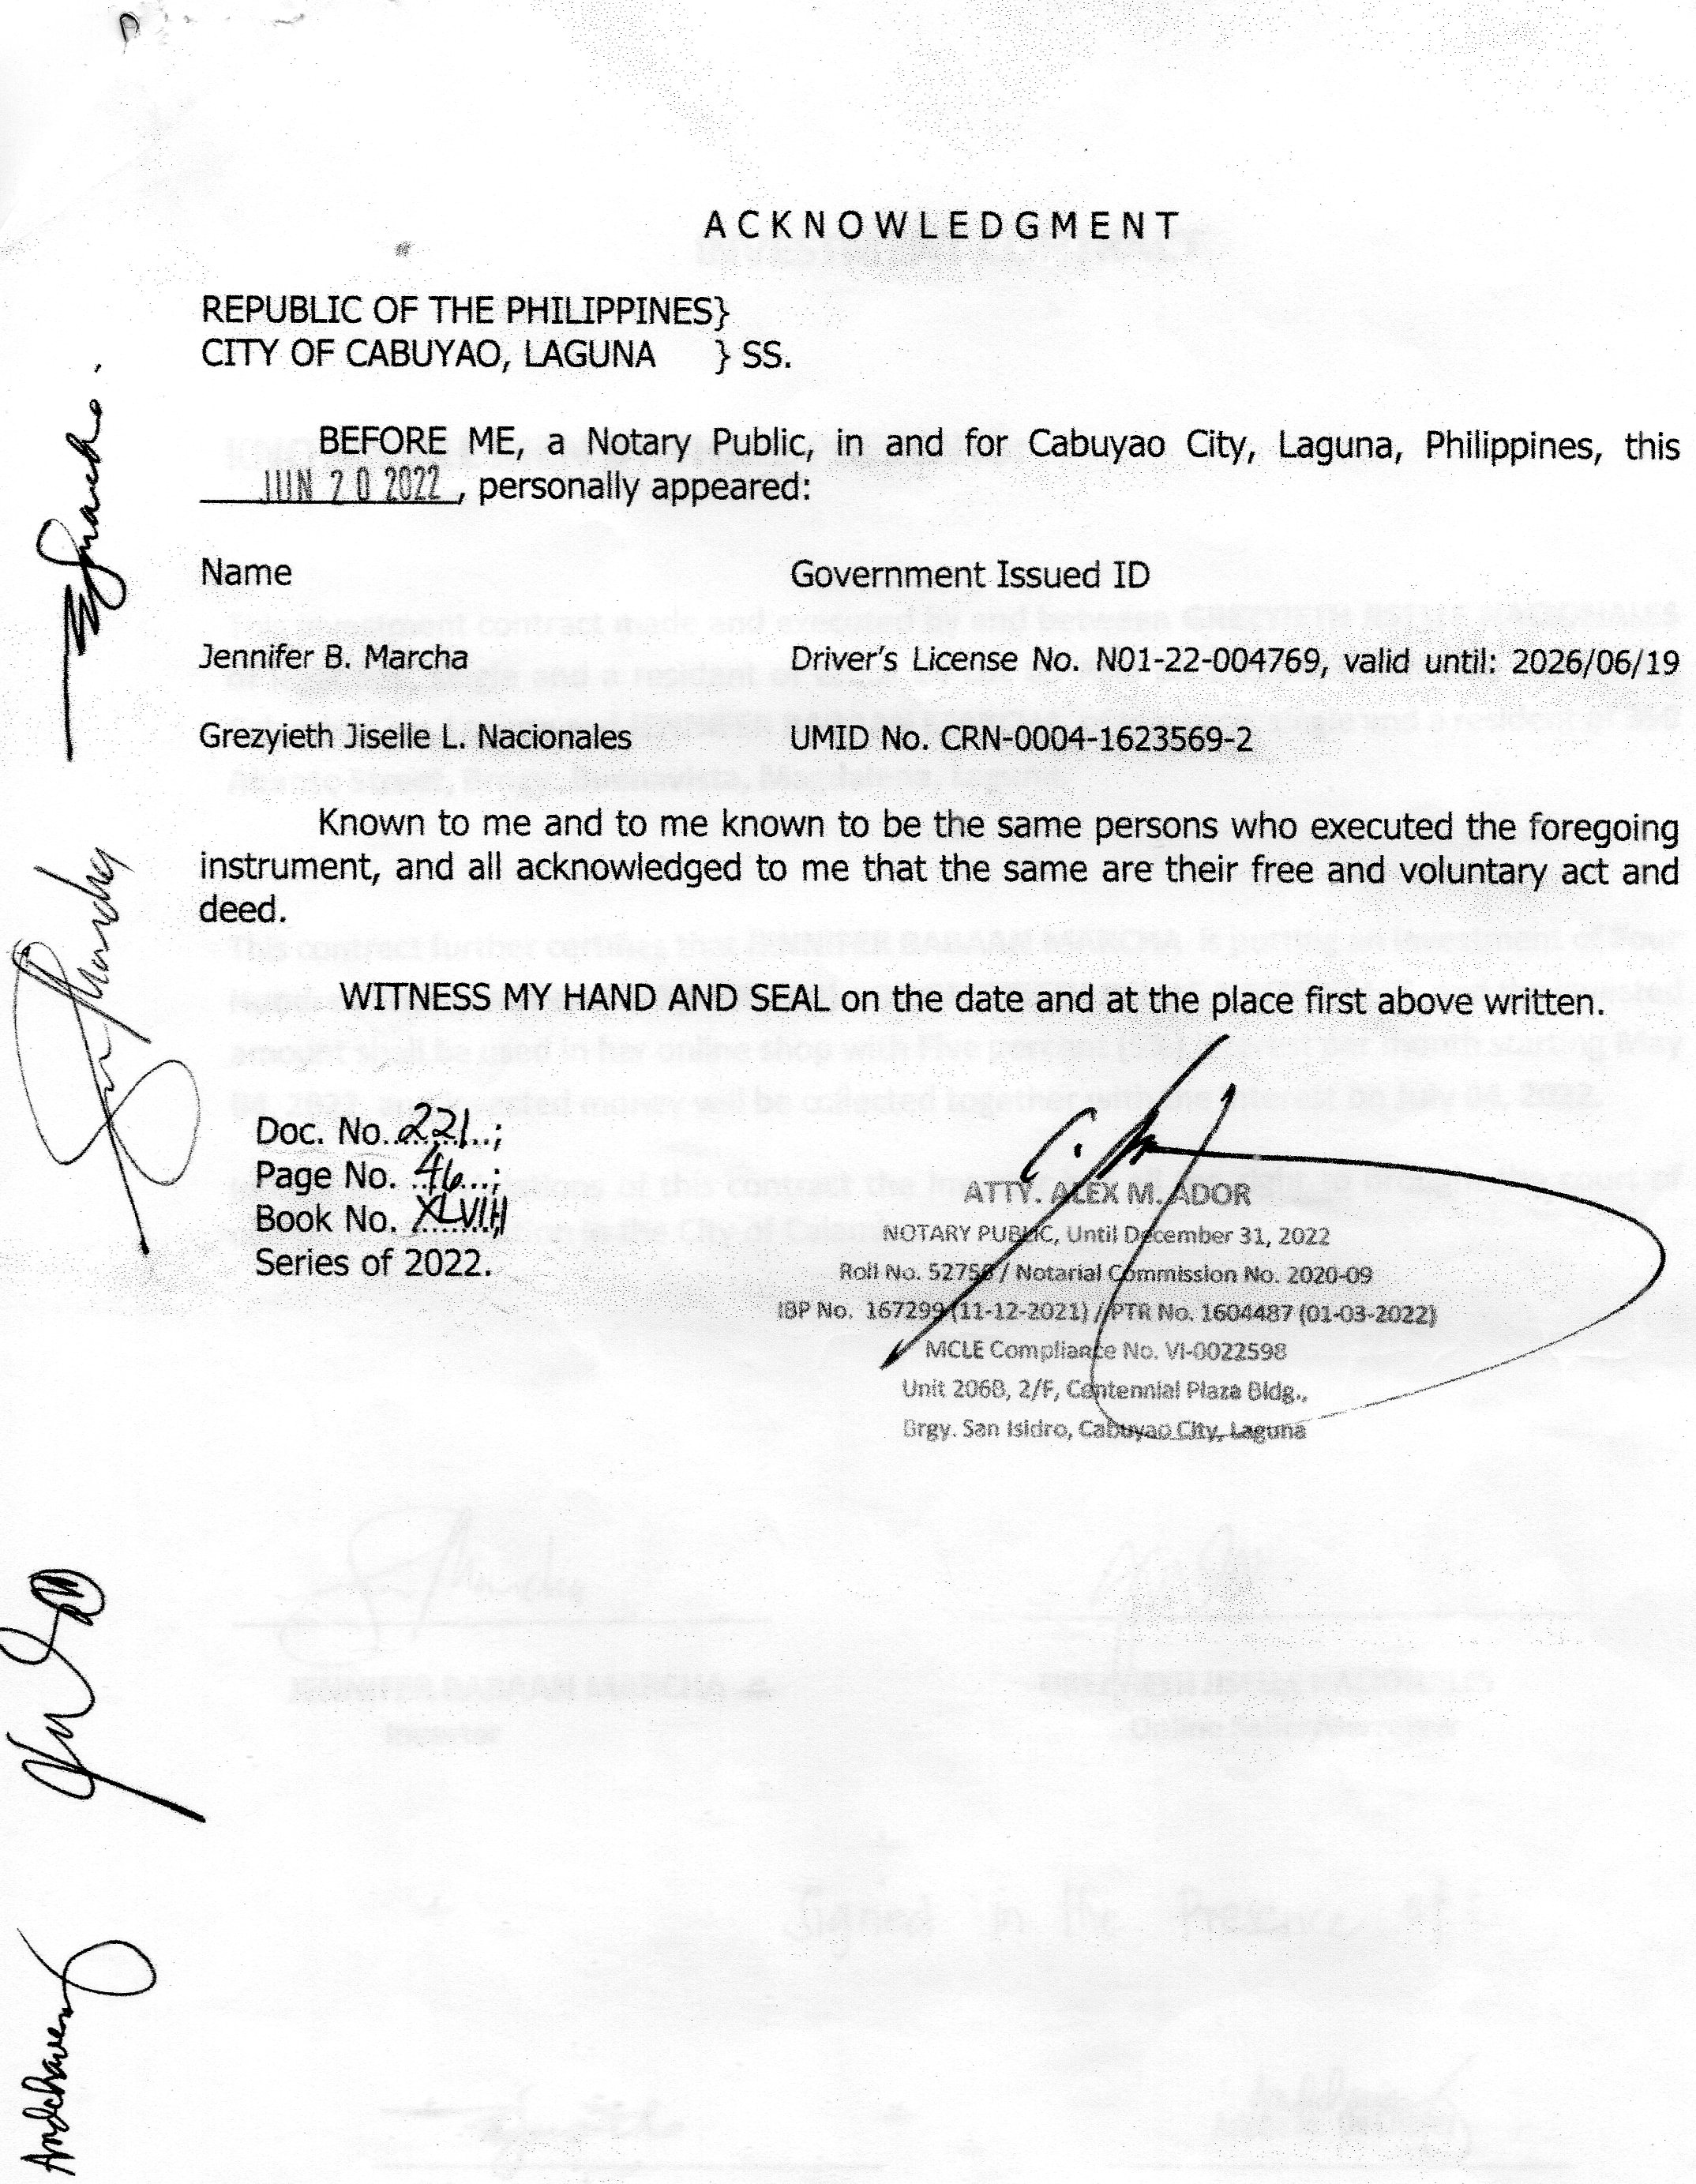 ACKNOWLEDGMENT
REPUBLIC OF THE PHILIPPINES}
CITY OF CABUYAO, LAGUNA } SS.
BEFORE ME, a Notary Public, in and for Cabuyao City, Laguna, Philippines, this
JUN 20 2022, personally appeared:
Name Government Issued ID
Jennifer B. Marcha Driver's License No. N01-22-004769, valid until: 2026/06/19
Grezyieth Jiselle L. Nacionales UMID No. CRN-0004-1623569-2
Known to me and to me known to be the same persons who executed the foregoing
instrument, and all acknowledged to me that the same are their free and voluntary act and
deed.
WITNESS MY HAND AND SEAL on the date and at the place first above written.
Doc. No. 221;
Page No. 46;
Book No. XLVIII
Series of 2022.
ATTY. ALEX M. ADOR
NOTARY PUBLIC, Until December 31, 2022
Roll No. / Notarial Commission No. 2020-09
IBP No. 167299 (11-12-2021) / PTR No. 1604487 (01-03-2022)
MCLE Compliance No. VI-0022598
Unit 206B, 2/F, Centennial Plaza Bldg.,
Brgy. San Isidro, Cabuyao City, Laguna
Signed in the Presence of: